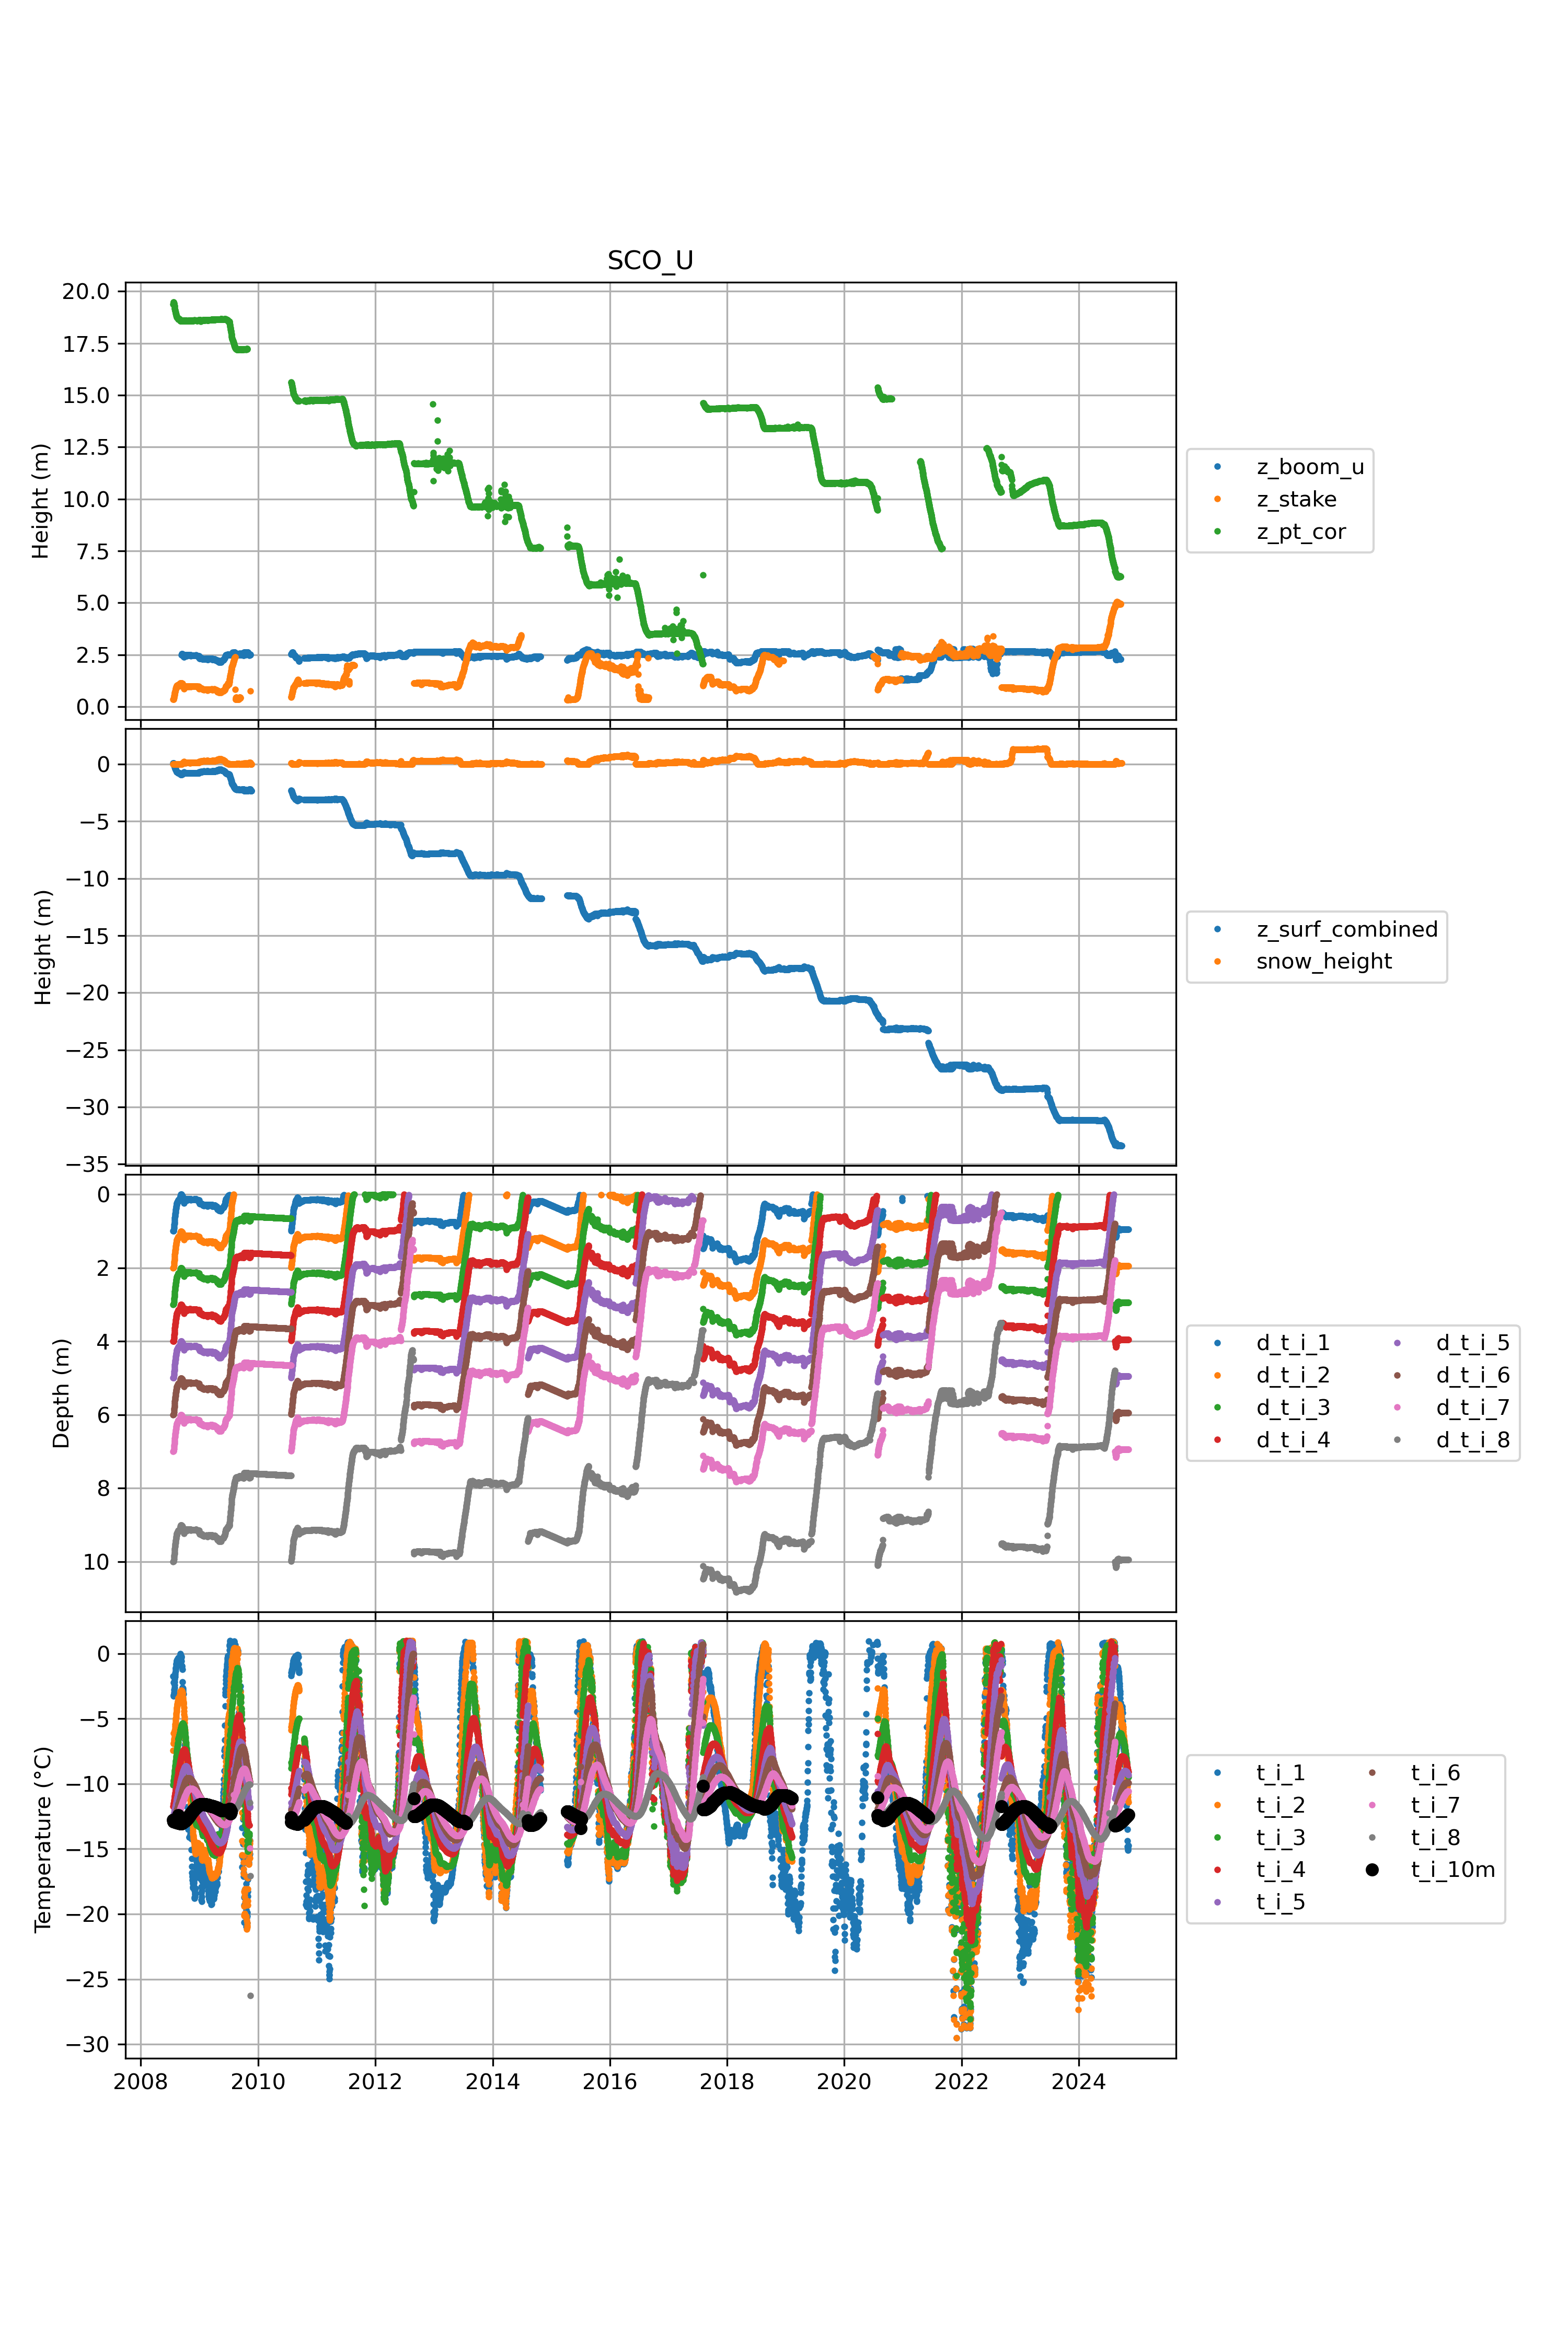 SCO_U
20.0
17.5
15.0
12.5
10.0
7.5
5.0
2.5
0.0
Height (m)
z_boom_u
z_stake
z_pt_cor
0
−5
−10
−15
−20
−25
−30
−35
Height (m)
z_surf_combined
snow_height
0
2
4
6
8
10
Depth (m)
d_t_i_1
d_t_i_2
d_t_i_3
d_t_i_4
d_t_i_5
d_t_i_6
d_t_i_7
d_t_i_8
0
−5
−10
−15
−20
−25
−30
Temperature (°C)
t_i_1
t_i_2
t_i_3
t_i_4
t_i_5
t_i_6
t_i_7
t_i_8
t_i_10m
2008 2010 2012 2014 2016 2018 2020 2022 2024